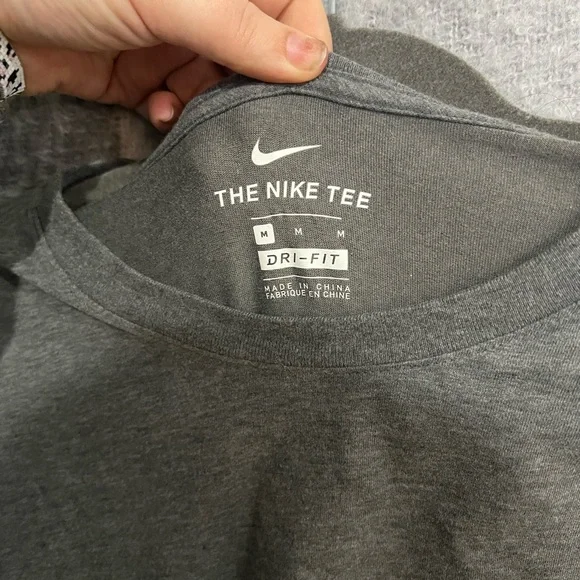 THE NIKE TEE
M M M
DRI-FIT
MADE IN CHINA
FABRIQUE EN CHINE